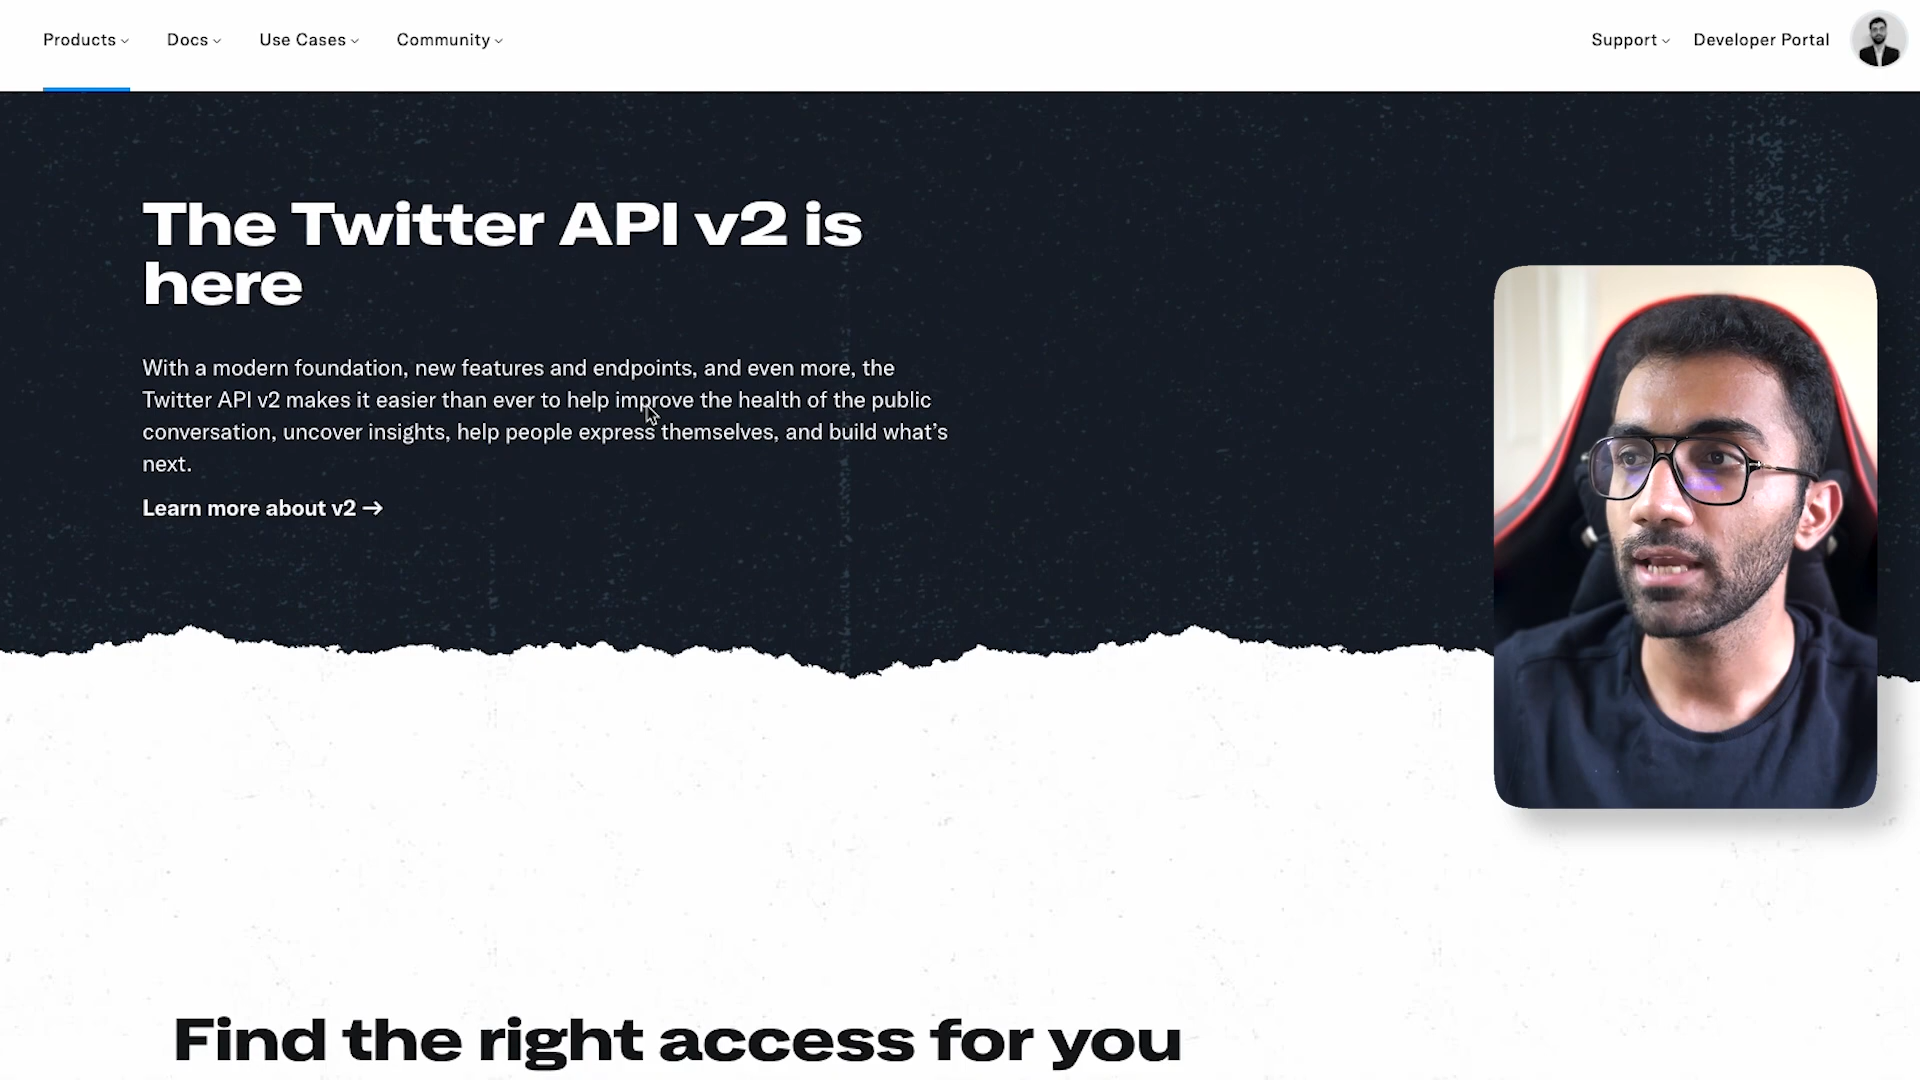 Products
Docs
Use Cases
Community
Support
Developer Portal
The Twitter API v2 is
here
With a modern foundation, new features and endpoints, and even more, the
Twitter API v2 makes it easier than ever to help improve the health of the public
conversation, uncover insights, help people express themselves, and build what’s
next.
Learn more about v2 →
Find the right access for you